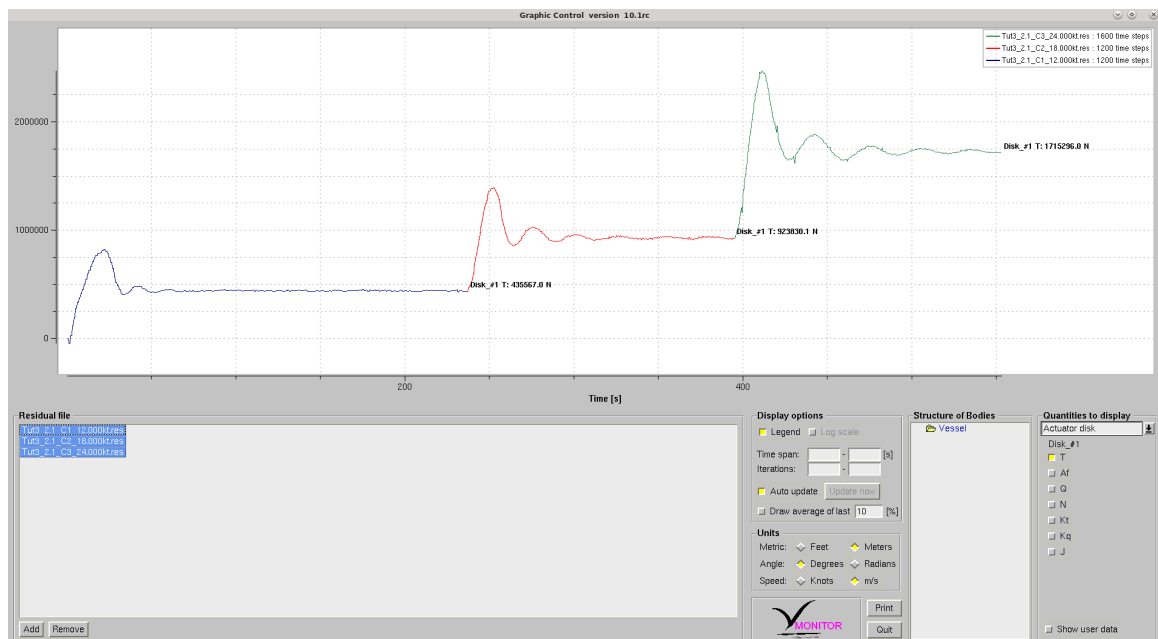 Graphic Control version 10.1rc
Tut3_2.1_C3_24.000kt.res : 1600 time steps
Tut3_2.1_C2_18.000kt.res : 1200 time steps
Tut3_2.1_C1_12.000kt.res : 1200 time steps
2000000
1000000
0
Disk_#1 T: 1715296.0 N
Disk_#1 T: 923830.1 N
Disk_#1 T: 435567.0 N
200
400
Time [s]
Residual file
Tut3_2.1_C1_12.000kt.res
Tut3_2.1_C2_18.000kt.res
Tut3_2.1_C3_24.000kt.res
Add
Remove
Display options
Legend
Log scale
Time span: - [s]
Iterations: -
Auto update
Update now
Draw average of last 10 [%]
Units
Metric: Feet Meters
Angle: Degrees Radians
Speed: Knots m/s
MONITOR
Print
Quit
Structure of Bodies
Vessel
Quantities to display
Actuator disk
Disk_#1
T
Af
Q
N
Kt
Kq
J
Show user data